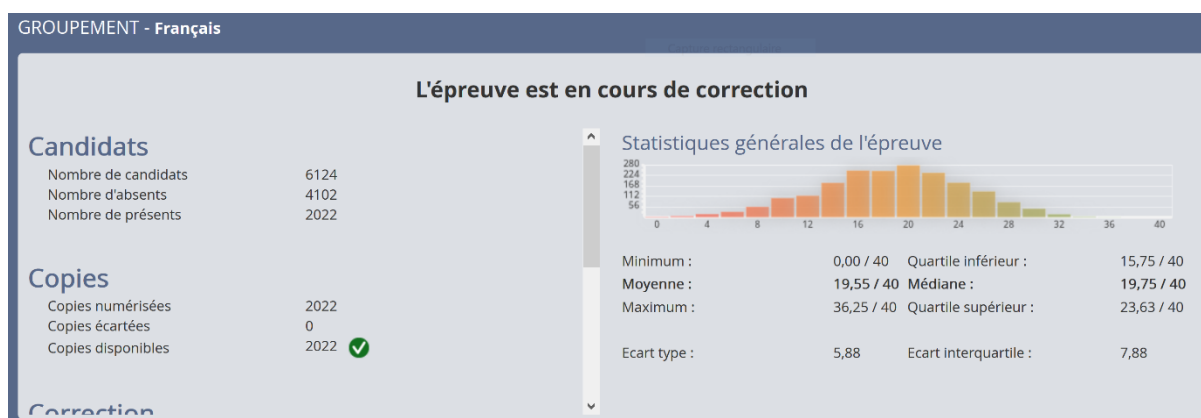 GROUPEMENT - Français
L'épreuve est en cours de correction
Candidats
Nombre de candidats 6124
Nombre d'absents 4102
Nombre de présents 2022
Copies
Copies numérisées 2022
Copies écartées 0
Copies disponibles 2022
Correction
Statistiques générales de l'épreuve
280
224
168
112
56
0 4 8 12 16 20 24 28 32 36 40
Minimum : 0,00 / 40 Quartile inférieur : 15,75 / 40
Moyenne : 19,55 / 40 Médiane : 19,75 / 40
Maximum : 36,25 / 40 Quartile supérieur : 23,63 / 40
Ecart type : 5,88 Ecart interquartile : 7,88